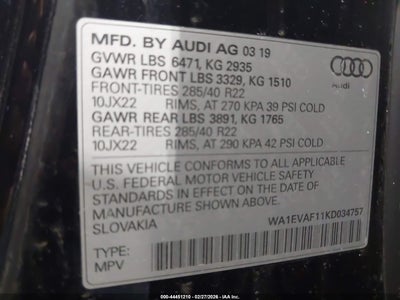 MFD. BY AUDI AG 03 19
GVWR LBS 6471, KG 2935
GAWR FRONT LBS 3329, KG 1510
FRONT-TIRES 285/40 R22
10JX22 RIMS, AT 270 KPA 39 PSI COLD
GAWR REAR LBS 3891, KG 1765
REAR-TIRES 285/40 R22
10JX22 RIMS, AT 290 KPA 42 PSI COLD
Audi
THIS VEHICLE CONFORMS TO ALL APPLICABLE
U.S. FEDERAL MOTOR VEHICLE SAFETY
STANDARDS IN EFFECT ON THE DATE OF
MANUFACTURE SHOWN ABOVE.
SLOVAKIA
WA1EVAF11KD034757
TYPE:
MPV
000-44451210 - 02/27/2026 - IAAI.COM